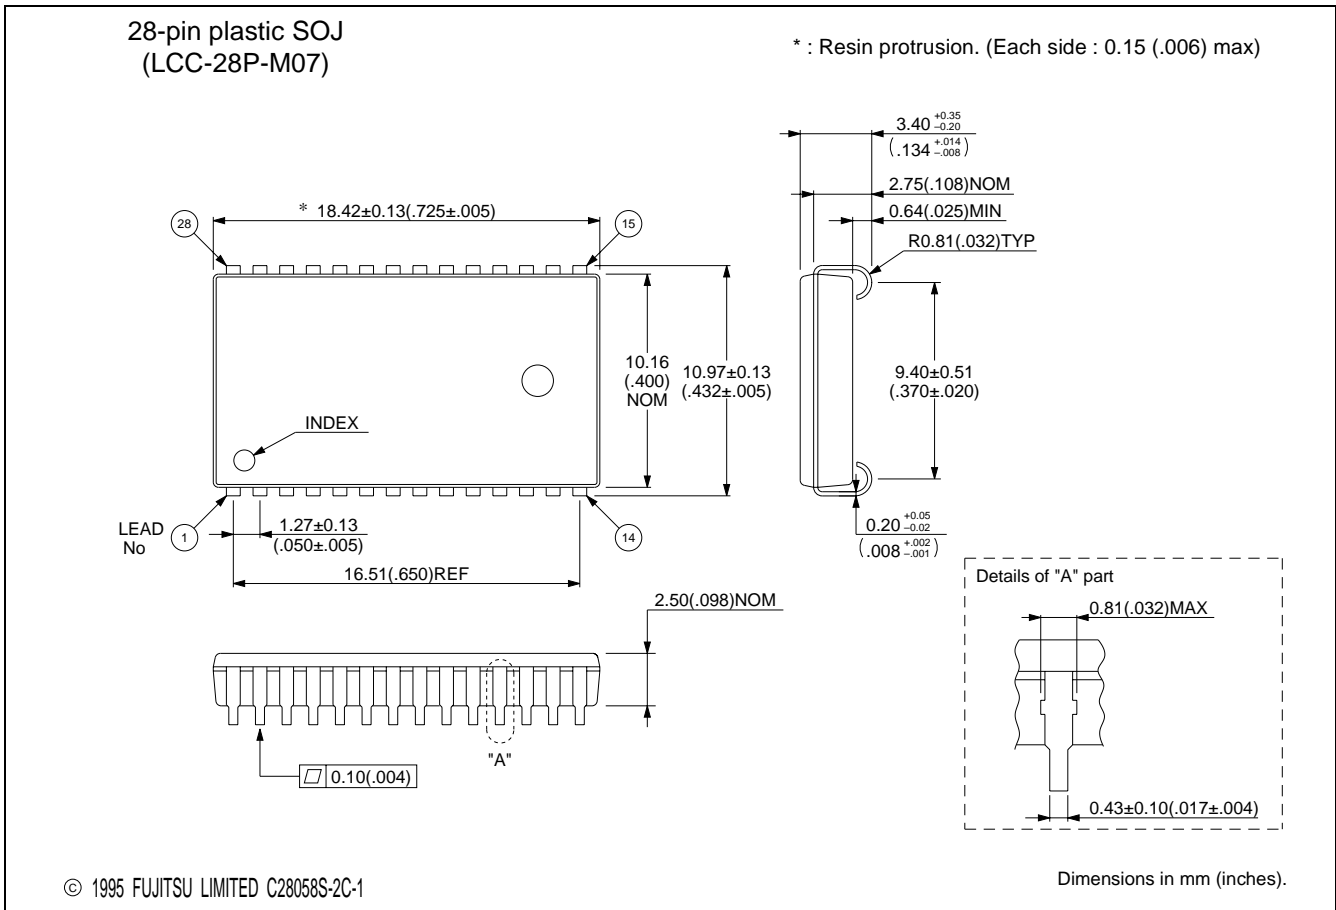 28-pin plastic SOJ
(LCC-28P-M07)
* : Resin protrusion. (Each side : 0.15 (.006) max)
3.40 +0.35 –0.20
(.134 +.014 –.008)
2.75(.108)NOM
0.64(.025)MIN
R0.81(.032)TYP
* 18.42±0.13(.725±.005)
28
15
10.16
(.400)
NOM
10.97±0.13
(.432±.005)
9.40±0.51
(.370±.020)
INDEX
LEAD
No
1
1.27±0.13
(.050±.005)
14
16.51(.650)REF
0.20 +0.05 –0.02
(.008 +.002 –.001)
2.50(.098)NOM
"A"
0.10(.004)
Details of "A" part
0.81(.032)MAX
0.43±0.10(.017±.004)
© 1995 FUJITSU LIMITED C28058S-2C-1
Dimensions in mm (inches).